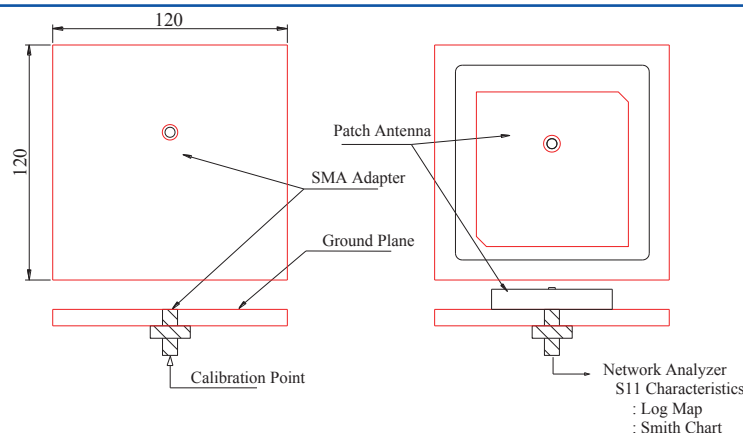 120
120
Patch Antenna
SMA Adapter
Ground Plane
Calibration Point
Network Analyzer
S11 Characteristics
: Log Map
: Smith Chart